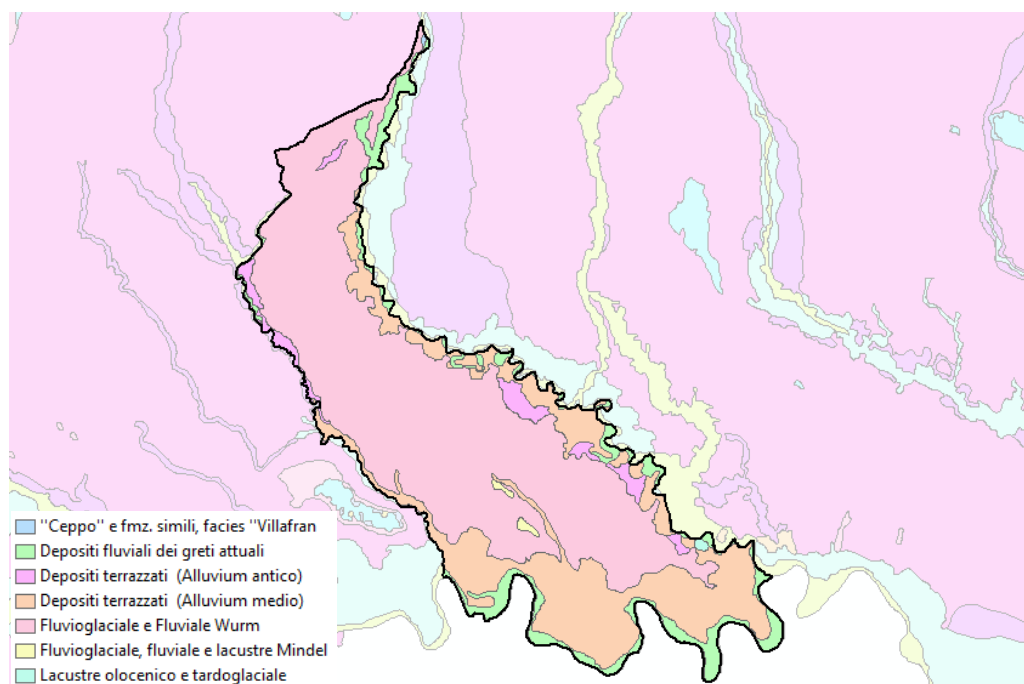 "Ceppo" e fmz. simili, facies "Villafran
Depositi fluviali dei greti attuali
Depositi terrazzati (Alluvium antico)
Depositi terrazzati (Alluvium medio)
Fluvioglaciale e Fluviale Wurm
Fluvioglaciale, fluviale e lacustre Mindel
Lacustre olocenico e tardoglaciale